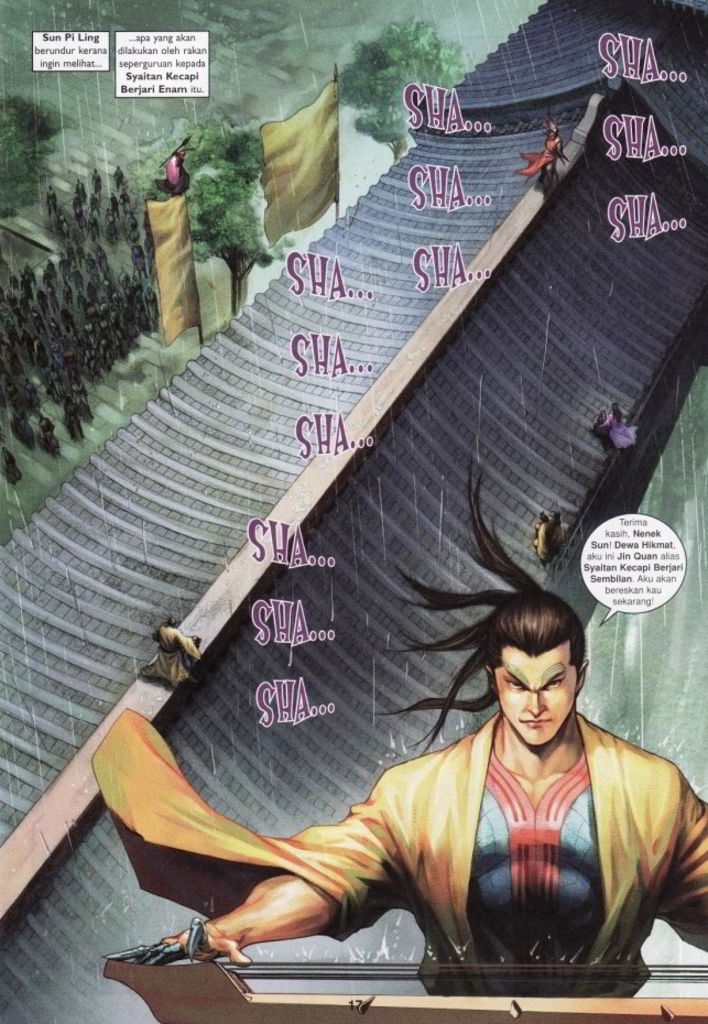 Sun Pi Ling
berundur kerana
ingin melihat...
...apa yang akan
dilakukan oleh rakan
seperguruan kepada
Syaitan Kecapi
Berjari Enam itu.
SHA...
SHA...
SHA...
SHA...
SHA...
SHA...
SHA...
SHA...
SHA...
SHA...
SHA...
SHA...
Terima
kasih, Nenek
Sun! Dewa Hikmat,
aku ini Jin Quan alias
Syaitan Kecapi Berjari
Sembilan. Aku akan
bereskan kau
sekarang!
17